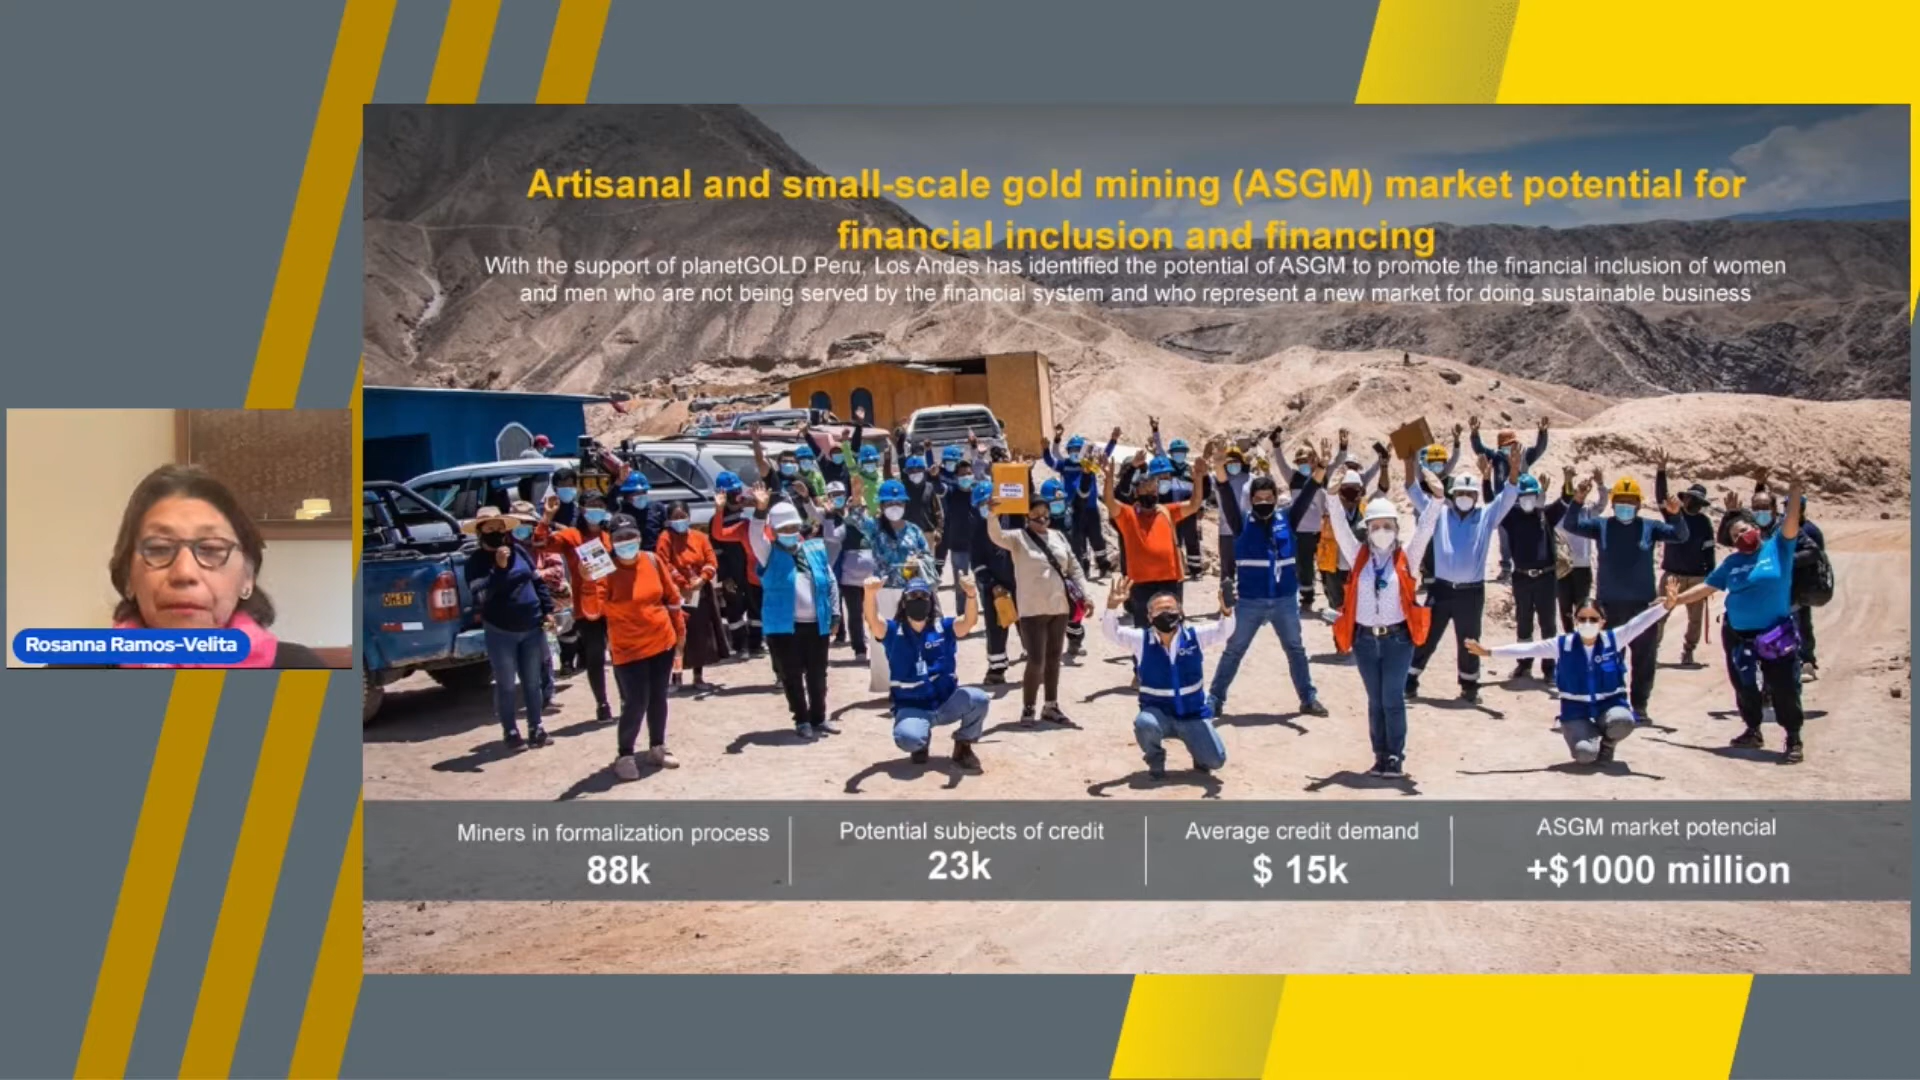 Artisanal and small-scale gold mining (ASGM) market potential for
financial inclusion and financing
With the support of planetGOLD Peru, Los Andes has identified the potential of ASGM to promote the financial inclusion of women
and men who are not being served by the financial system and who represent a new market for doing sustainable business
Rosanna Ramos-Velita
Miners in formalization process
88k
Potential subjects of credit
23k
Average credit demand
$ 15k
ASGM market potencial
+$1000 million